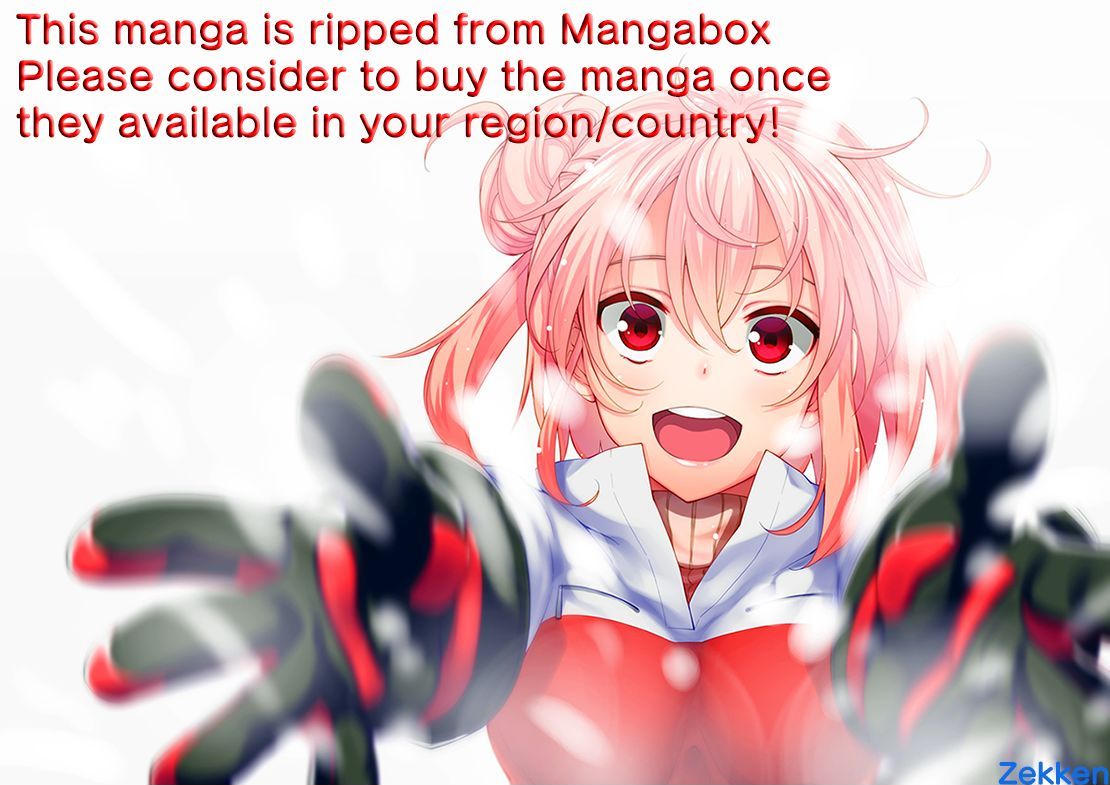 This manga is ripped from Mangabox
Please consider to buy the manga once
they available in your region/country!
Zekken